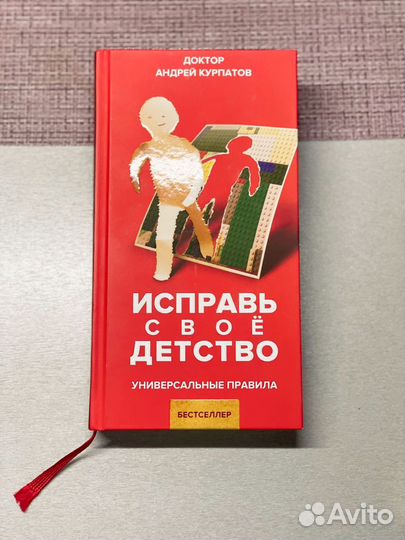 ДОКТОР
АНДРЕЙ КУРПАТОВ
ИСПРАВЬ
СВОЁ
ДЕТСТВО
УНИВЕРСАЛЬНЫЕ ПРАВИЛА
БЕСТСЕЛЛЕР
Avito